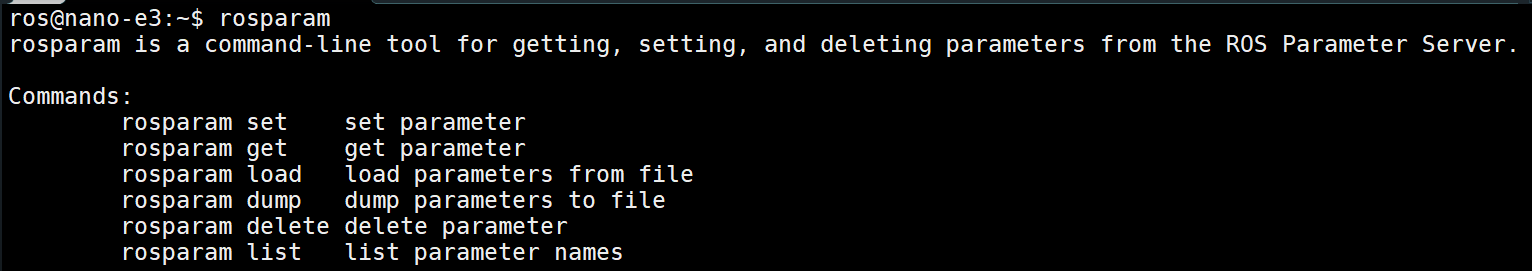 ros@nano-e3:~$ rosparam
rosparam is a command-line tool for getting, setting, and deleting parameters from the ROS Parameter Server.

Commands:
        rosparam set    set parameter
        rosparam get    get parameter
        rosparam load   load parameters from file
        rosparam dump   dump parameters to file
        rosparam delete delete parameter
        rosparam list   list parameter names